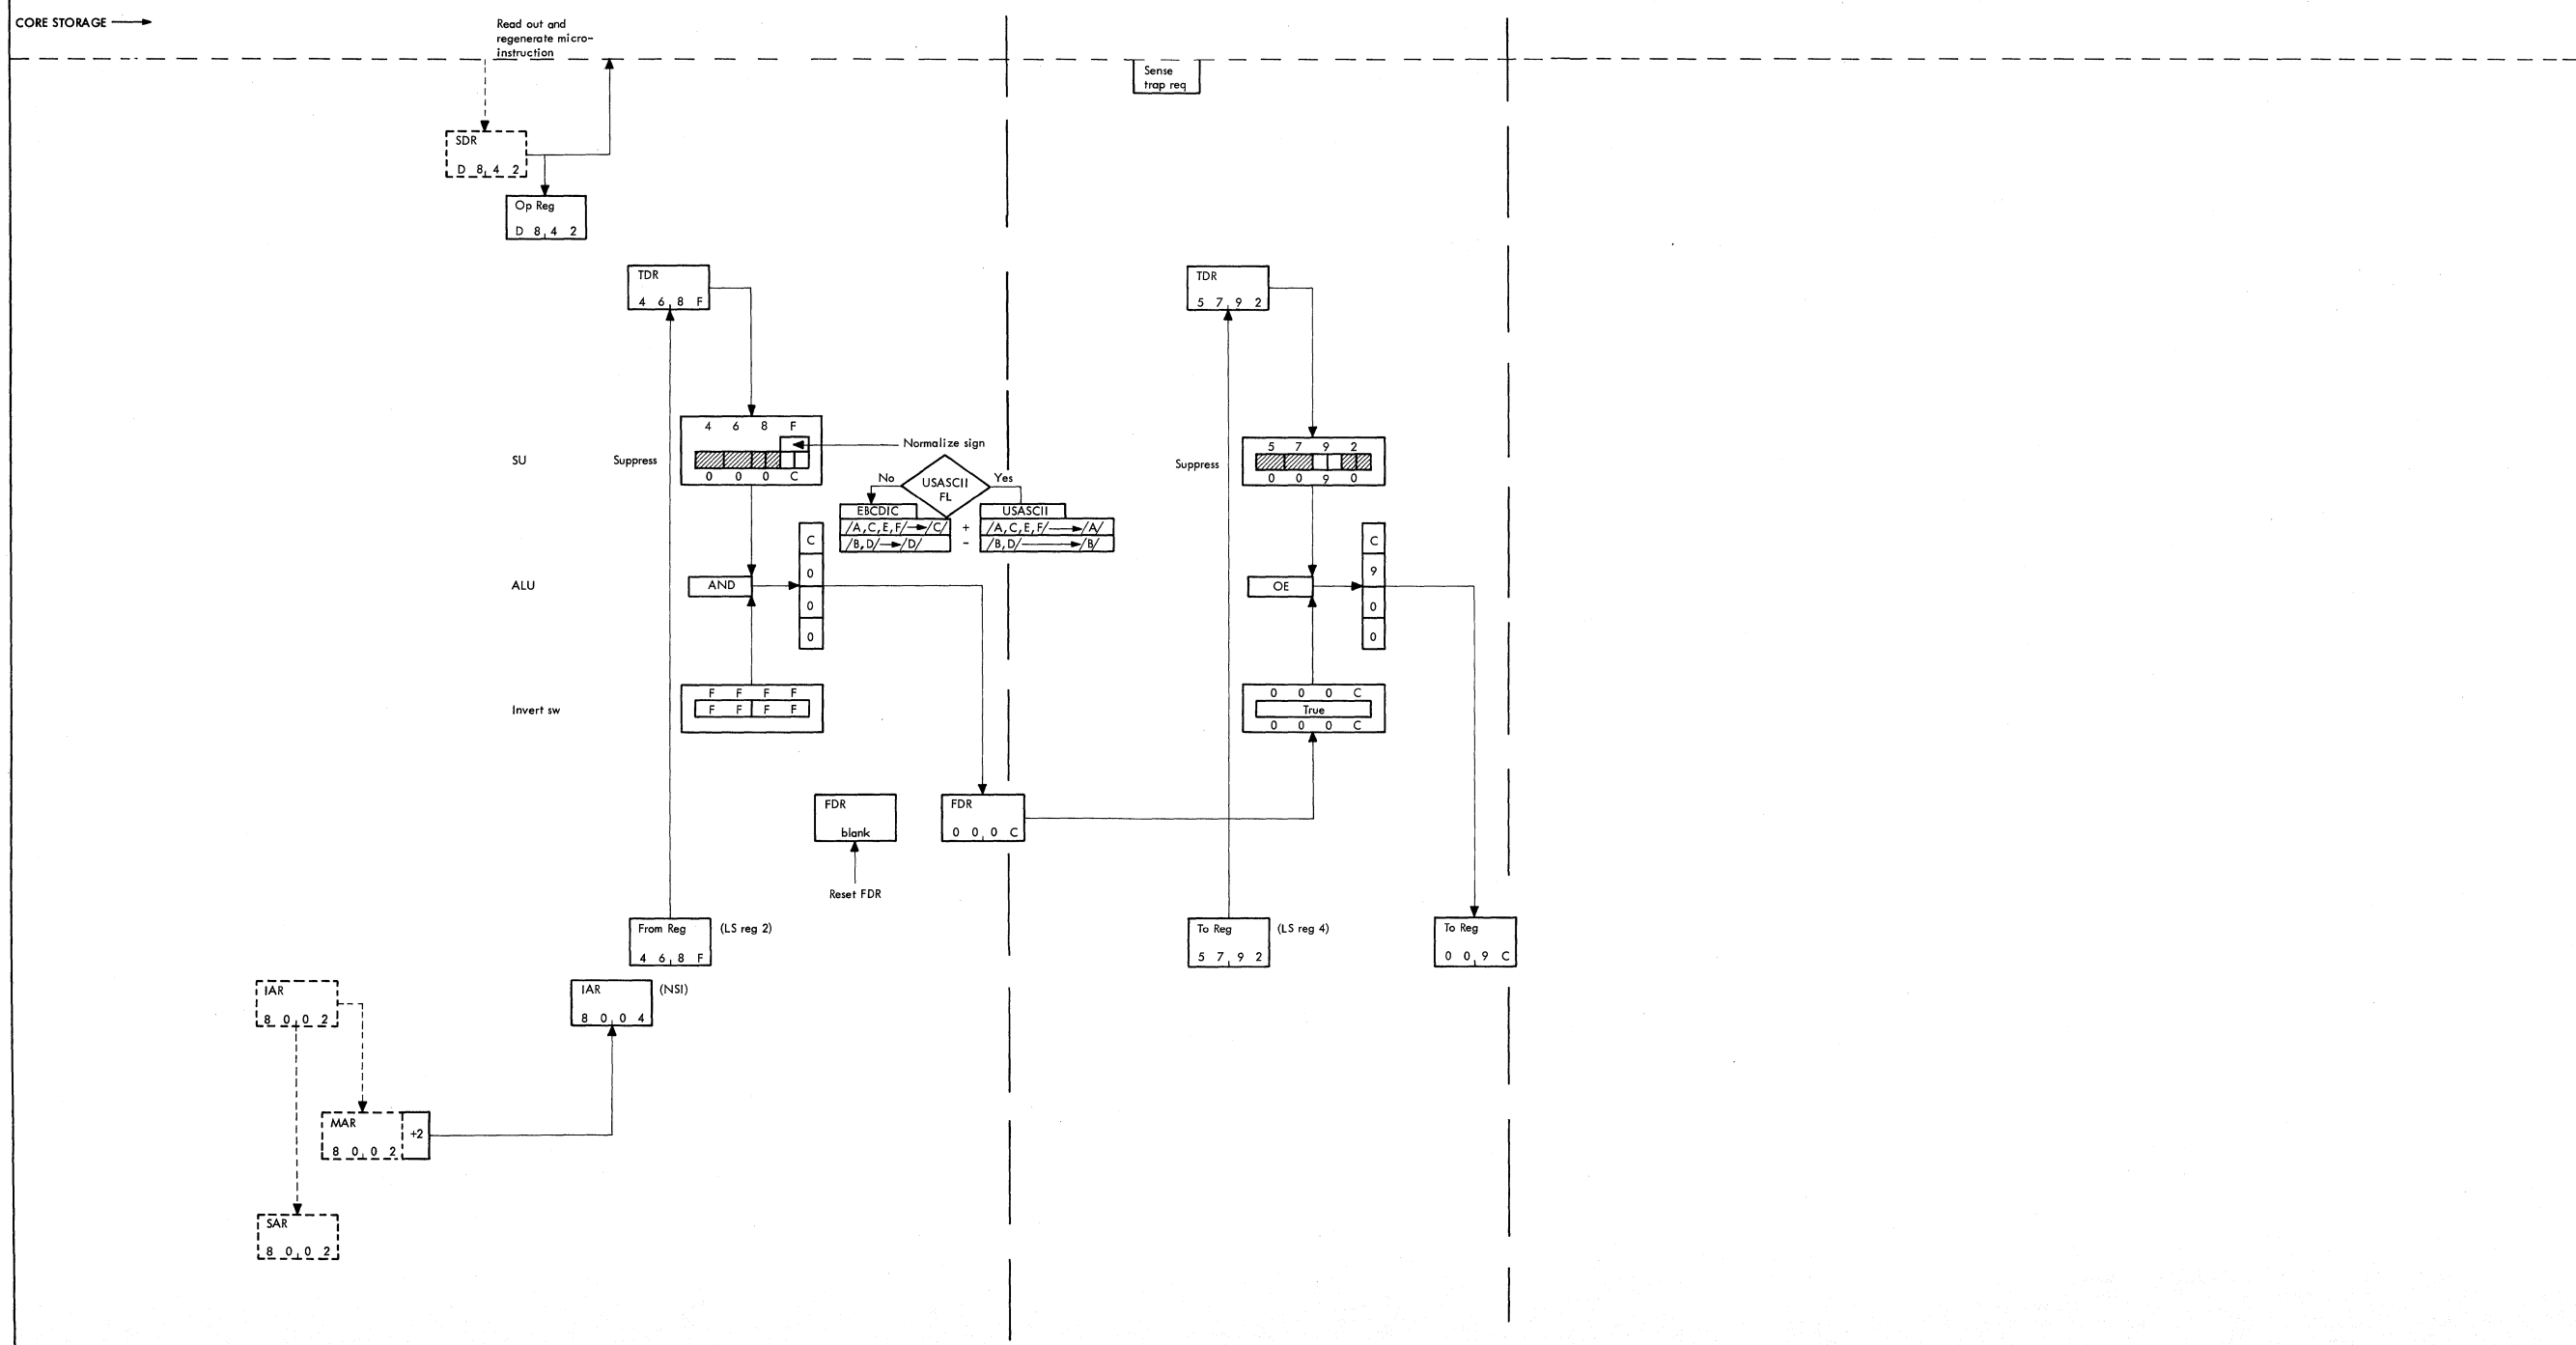 CORE STORAGE
Read out and
regenerate micro-
instruction
Sense
trap req
SDR
D 8 4 2
Op Reg
D 8 4 2
TDR
4 6 8 F
TDR
5 7 9 2
SU
Suppress
4 6 8 F
0 0 0 C
Normalize sign
No
USASCII
FL
Yes
EBCDIC
/A,C,E,F/ /C/
/B,D/ /D/
+
-
USASCII
/A,C,E,F/ /A/
/B,D/ /B/
Suppress
5 7 9 2
0 0 9 0
ALU
AND
C
0
0
0
OE
C
9
0
0
Invert sw
F F F F
F F F F
0 0 0 C
True
0 0 0 C
FDR
blank
Reset FDR
FDR
0 0 0 C
From Reg
4 6 8 F
(LS reg 2)
To Reg
5 7 9 2
(LS reg 4)
To Reg
0 0 9 C
IAR
8 0 0 2
IAR
8 0 0 4
(NSI)
MAR
8 0 0 2
+2
SAR
8 0 0 2